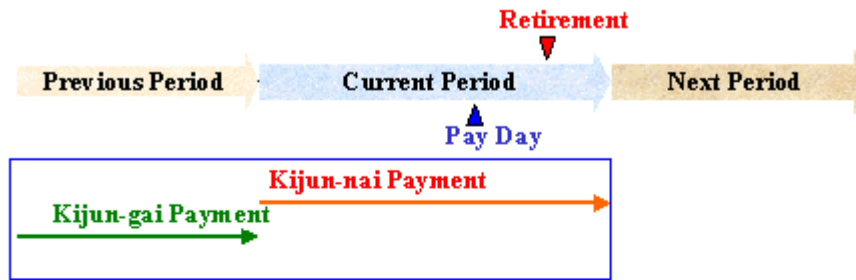 Retirement
Previous Period Current Period Next Period
Pay Day
Kijun-nai Payment
Kijun-gai Payment